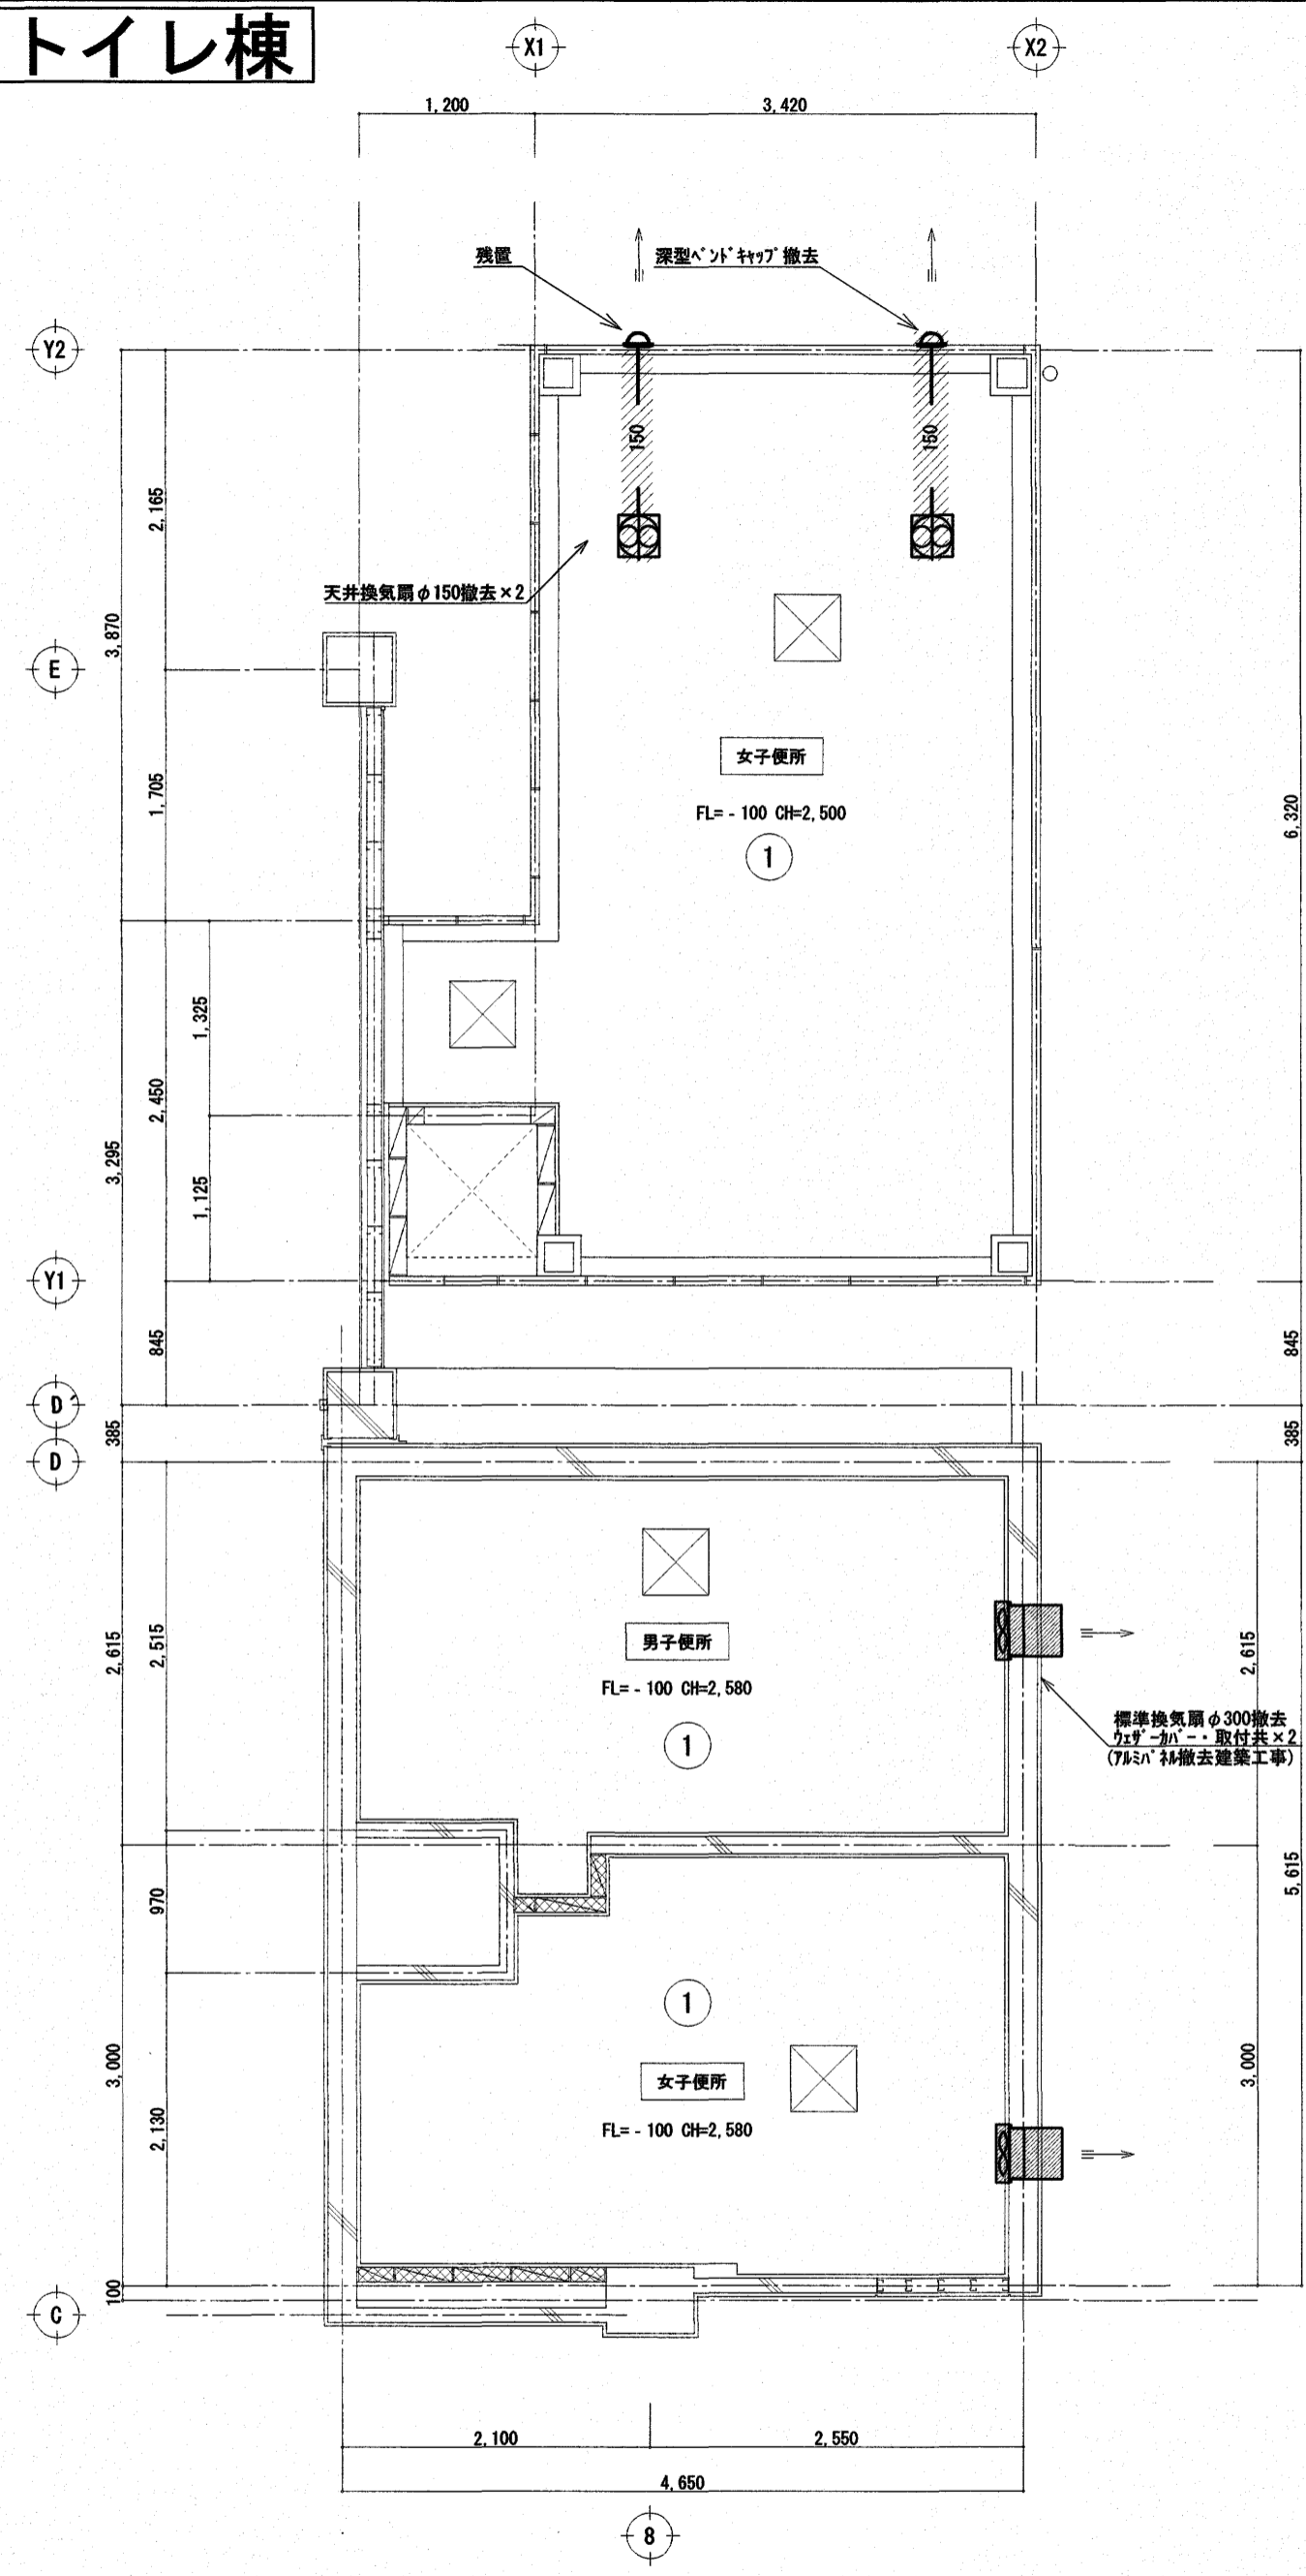 トイレ棟
X1
X2
1,200
3,420
残置
深型ベンドキャップ撤去
Y2
150
150
2,165
天井換気扇φ150撤去×2
3,870
E
女子便所
1,705
FL= - 100 CH=2,500
6,320
1
1,325
2,450
3,295
1,125
Y1
845
845
D´
385
385
D
2,615
2,515
男子便所
2,615
FL= - 100 CH=2,580
標準換気扇φ300撤去
ウェザーカバー・取付共×2
(アルミパネル撤去建築工事)
1
5,615
970
1
3,000
女子便所
3,000
2,130
FL= - 100 CH=2,580
100
C
2,100
2,550
4,650
8